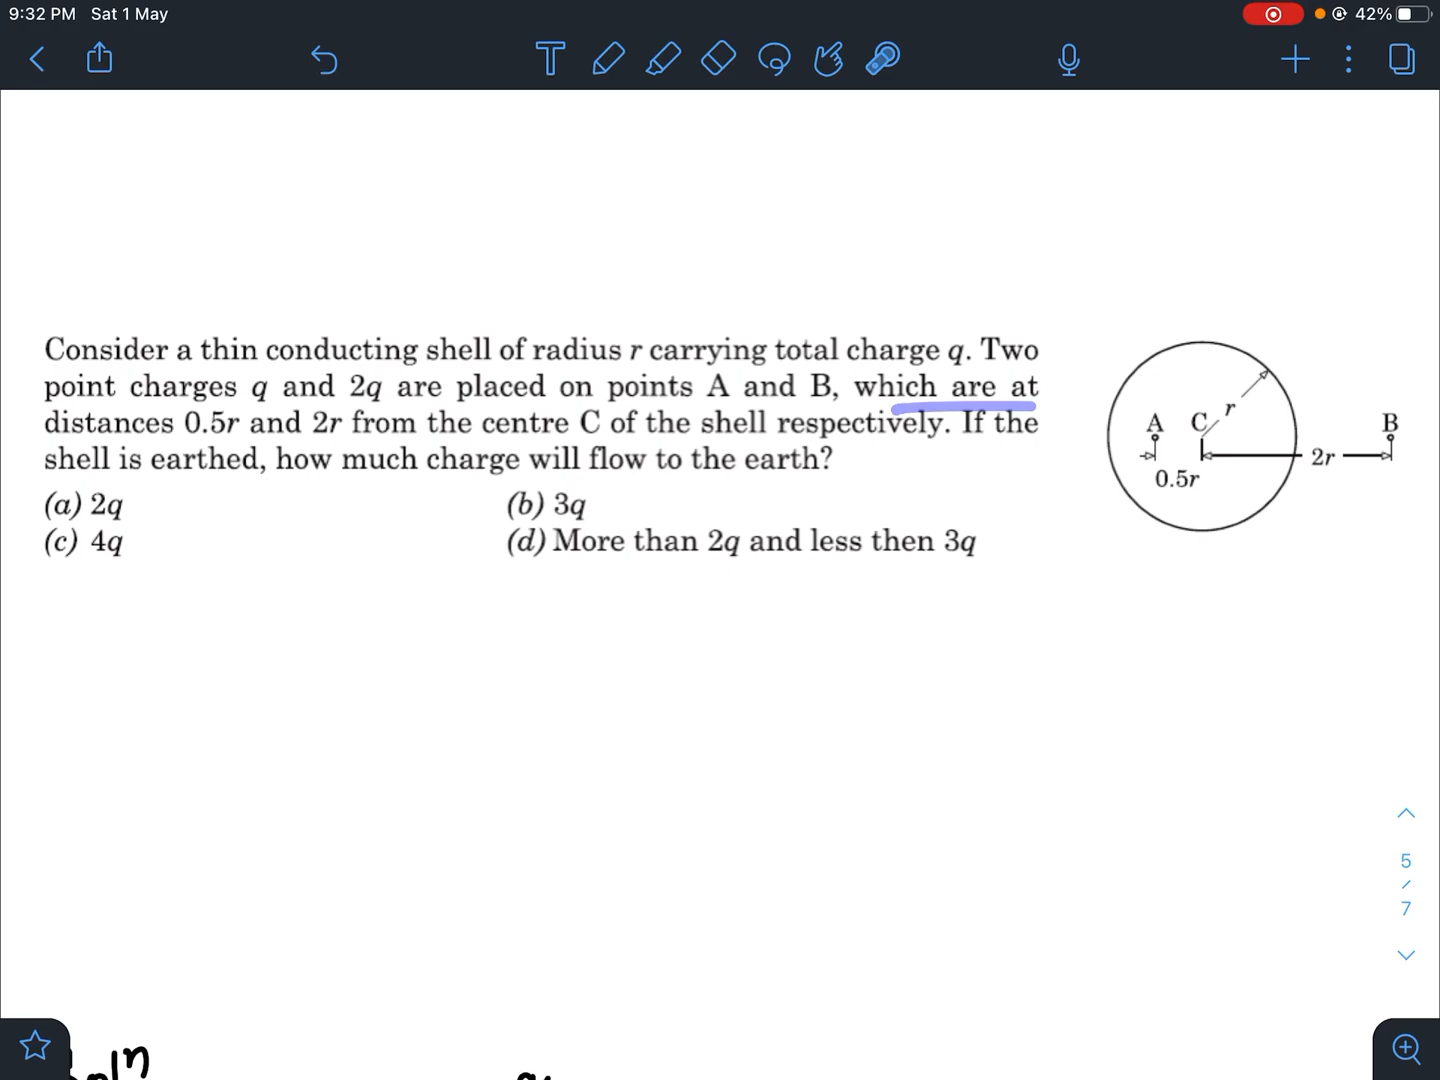 9:32 PM Sat 1 May
42%
Consider a thin conducting shell of radius r carrying total charge q. Two
point charges q and 2q are placed on points A and B, which are at
distances 0.5r and 2r from the centre C of the shell respectively. If the
shell is earthed, how much charge will flow to the earth?
(a) 2q (b) 3q
(c) 4q (d) More than 2q and less then 3q
A C r B
2r
0.5r
5
/
7